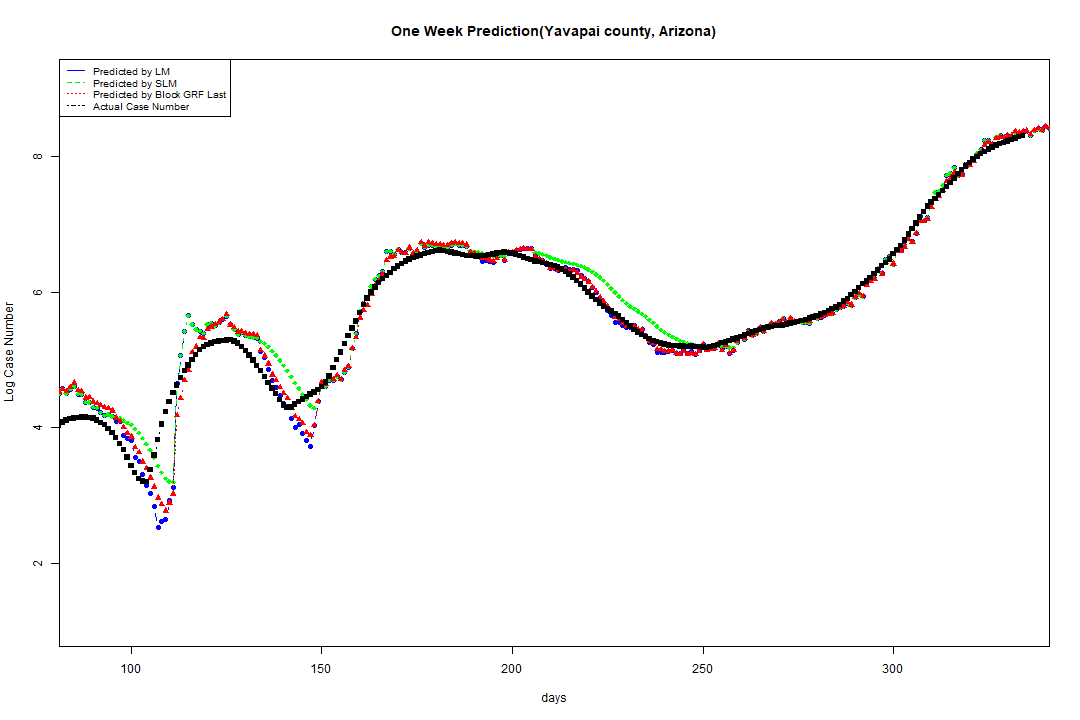 One Week Prediction(Yavapai county, Arizona)
Predicted by LM
Predicted by SLM
Predicted by Block GRF Last
Actual Case Number
Log Case Number
8
6
4
2
100 150 200 250 300
days